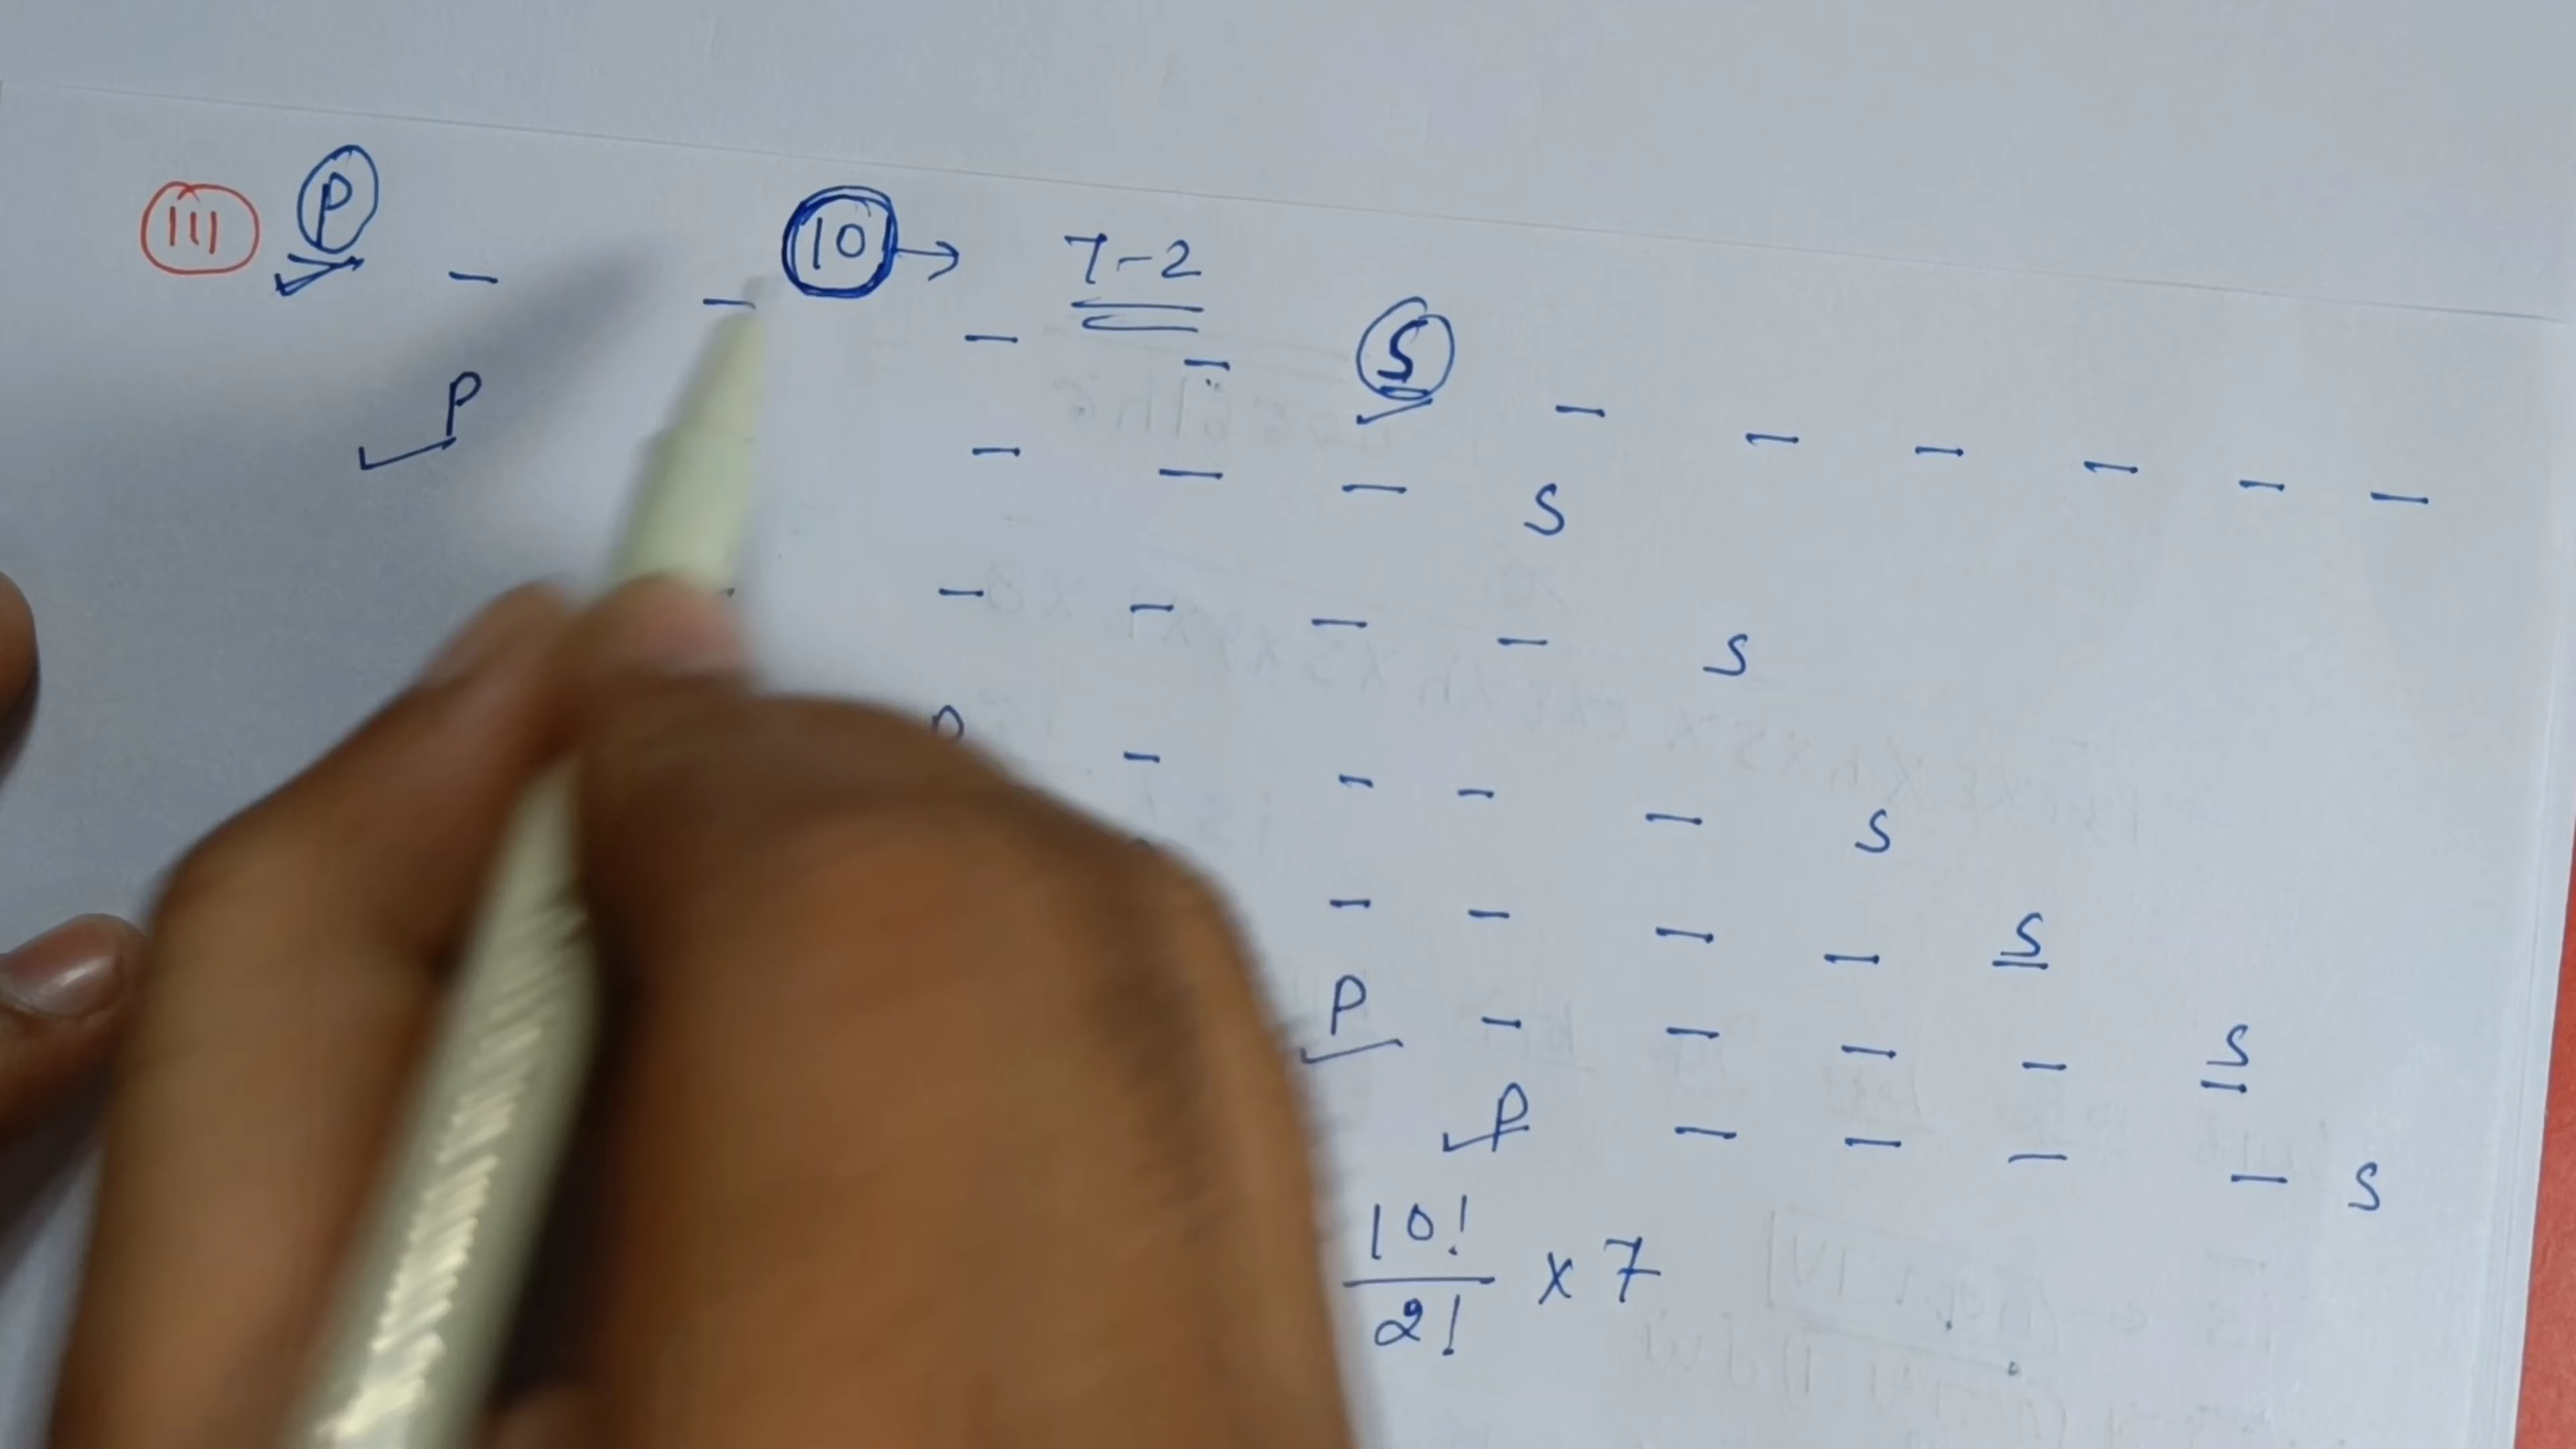 III P - - 10 → 7-2 - - S - - - - - -
P - - - S
- - - - S
P - - - - S
- - - - S
P - - - - S
P - - - - S
10!/2! × 7